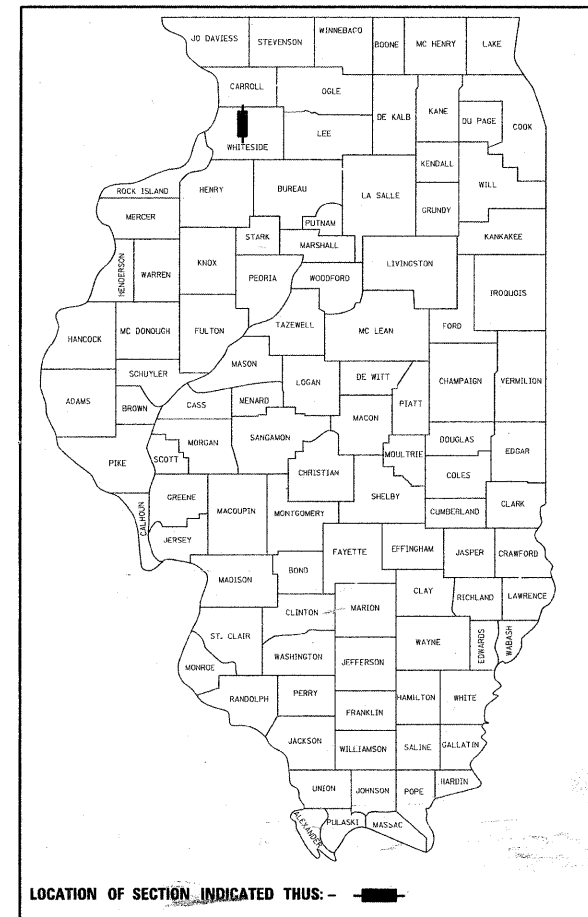 JO DAVIESS
STEVENSON
WINNEBACO
BOONE
MC HENRY
LAKE
CARROLL
OGLE
DE KALB
KANE
DU PAGE
COOK
WHITESIDE
LEE
KENDALL
WILL
ROCK ISLAND
HENRY
BUREAU
LA SALLE
GRUNDY
MERCER
PUTNAM
STARK
MARSHALL
KANKAKEE
HENDERSON
WARREN
KNOX
PEORIA
WOODFORD
LIVINGSTON
IROQUOIS
HANCOCK
MC DONOUGH
FULTON
TAZEWELL
MC LEAN
FORD
SCHUYLER
MASON
LOGAN
DE WITT
CHAMPAIGN
VERMILION
ADAMS
BROWN
CASS
MENARD
MACON
PIATT
MORGAN
SANGAMON
DOUGLAS
EDGAR
PIKE
SCOTT
CHRISTIAN
MOULTRIE
COLES
CALHOUN
GREENE
MACOUPIN
MONTGOMERY
SHELBY
CUMBERLAND
CLARK
JERSEY
FAYETTE
EFFINGHAM
JASPER
CRAWFORD
MADISON
BOND
CLAY
RICHLAND
LAWRENCE
CLINTON
MARION
ST. CLAIR
WAYNE
EDWARDS
WABASH
MONROE
WASHINGTON
JEFFERSON
RANDOLPH
PERRY
HAMILTON
WHITE
FRANKLIN
JACKSON
WILLIAMSON
SALINE
GALLATIN
UNION
JOHNSON
POPE
HARDIN
ALEXANDER
PULASKI
MASSAC
LOCATION OF SECTION INDICATED THUS: -